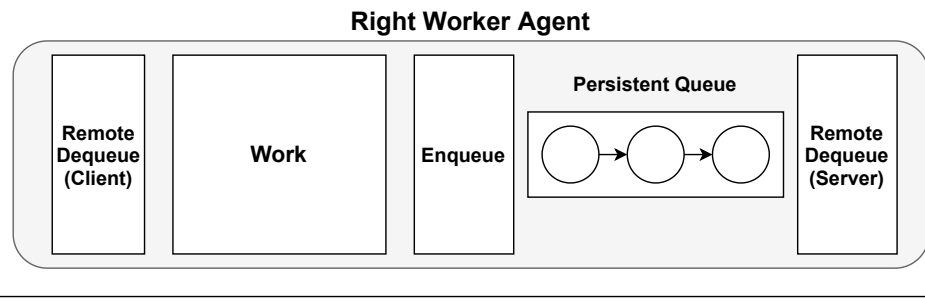 Right Worker Agent
Remote
Dequeue
(Client)
Work
Enqueue
Persistent Queue
Remote
Dequeue
(Server)